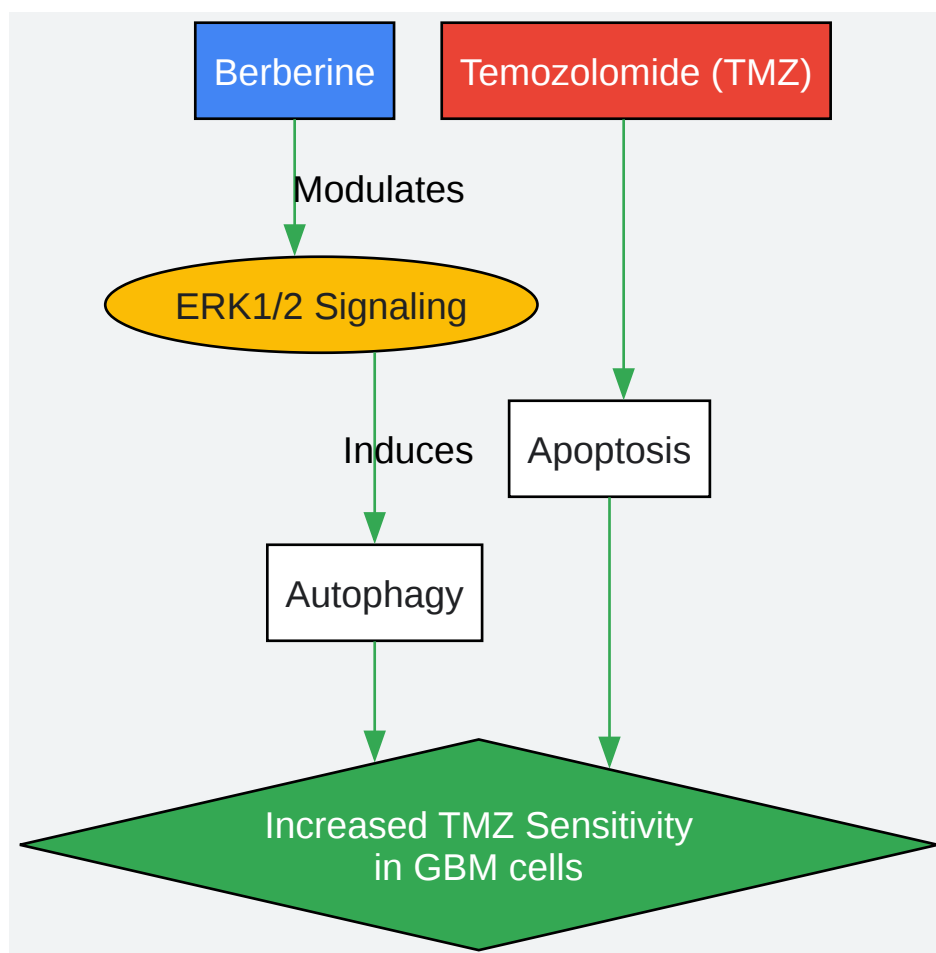 Berberine
Temozolomide (TMZ)
Modulates
ERK1/2 Signaling
Induces
Apoptosis
Autophagy
Increased TMZ Sensitivity
in GBM cells